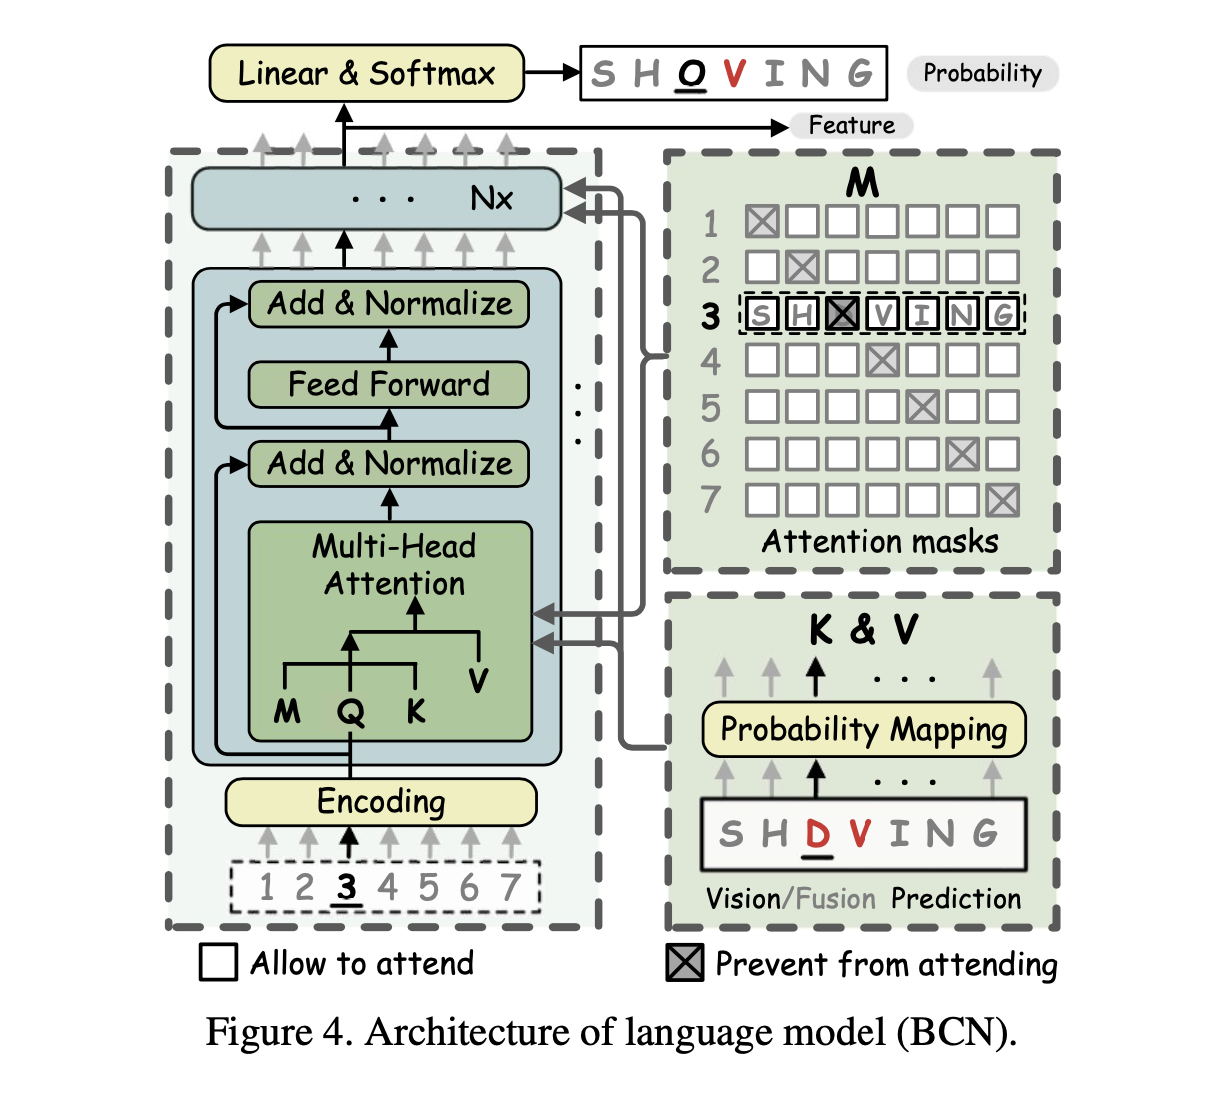 Linear & Softmax
S H O V I N G
Probability
Feature
. . . Nx
Add & Normalize
Feed Forward
Add & Normalize
Multi-Head
Attention
V
M Q K
Encoding
1 2 3 4 5 6 7
M
1
2
3 S H V I N G
4
5
6
7
Attention masks
K & V
. . .
Probability Mapping
. . .
S H D V I N G
Vision/Fusion Prediction
Allow to attend
Prevent from attending
Figure 4. Architecture of language model (BCN).